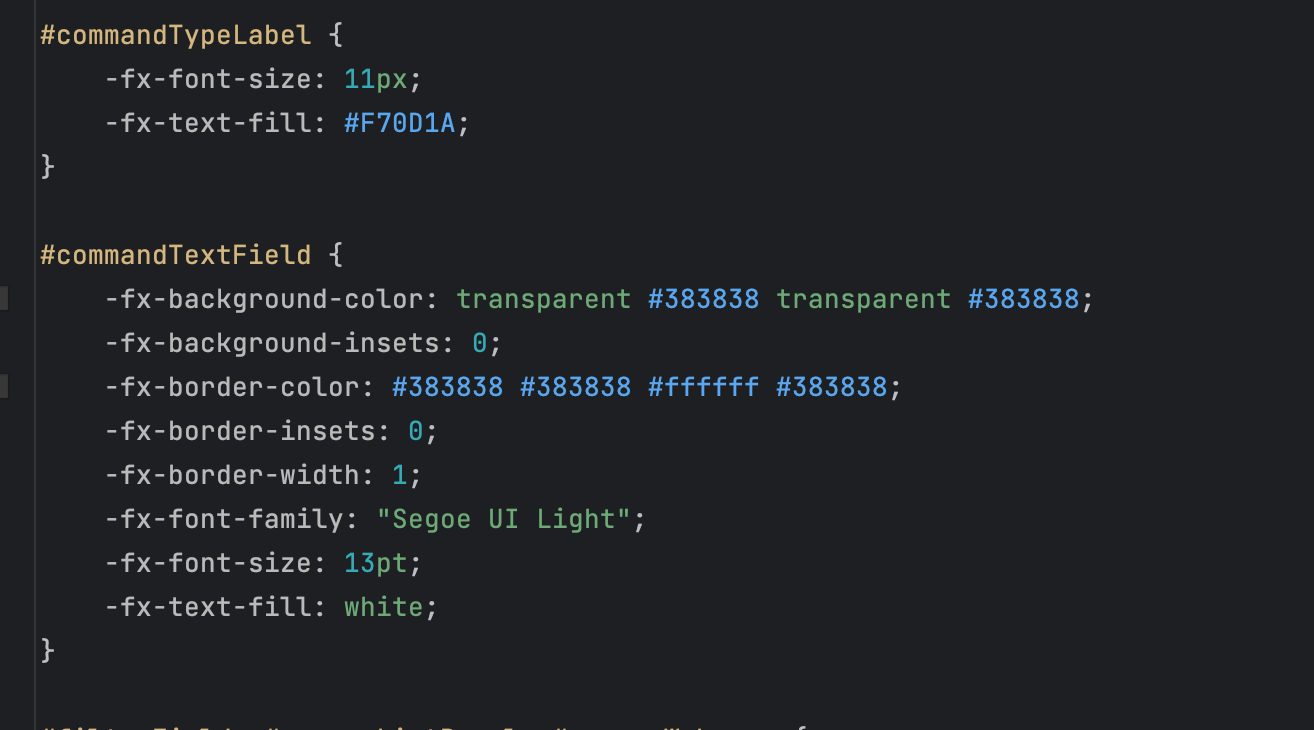 #commandTypeLabel {
    -fx-font-size: 11px;
    -fx-text-fill: #F70D1A;
}
#commandTextField {
    -fx-background-color: transparent #383838 transparent #383838;
    -fx-background-insets: 0;
    -fx-border-color: #383838 #383838 #ffffff #383838;
    -fx-border-insets: 0;
    -fx-border-width: 1;
    -fx-font-family: "Segoe UI Light";
    -fx-font-size: 13pt;
    -fx-text-fill: white;
}